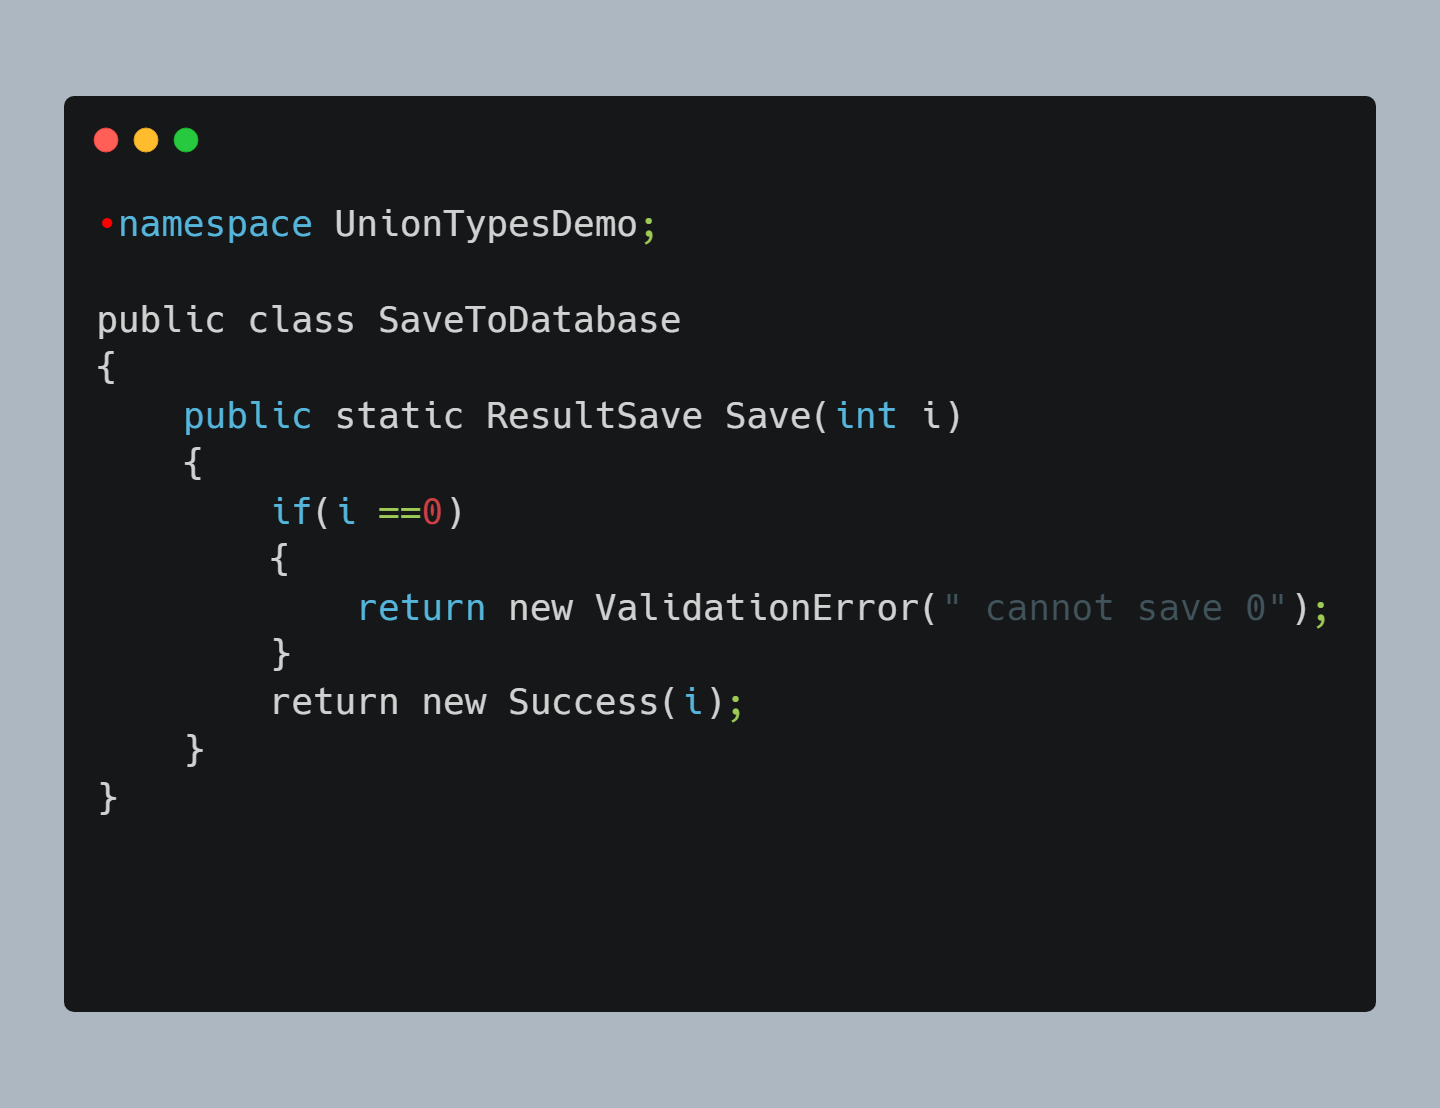 •namespace UnionTypesDemo;

public class SaveToDatabase
{
    public static ResultSave Save(int i)
    {
        if(i ==0)
        {
            return new ValidationError(" cannot save 0");
        }
        return new Success(i);
    }
}